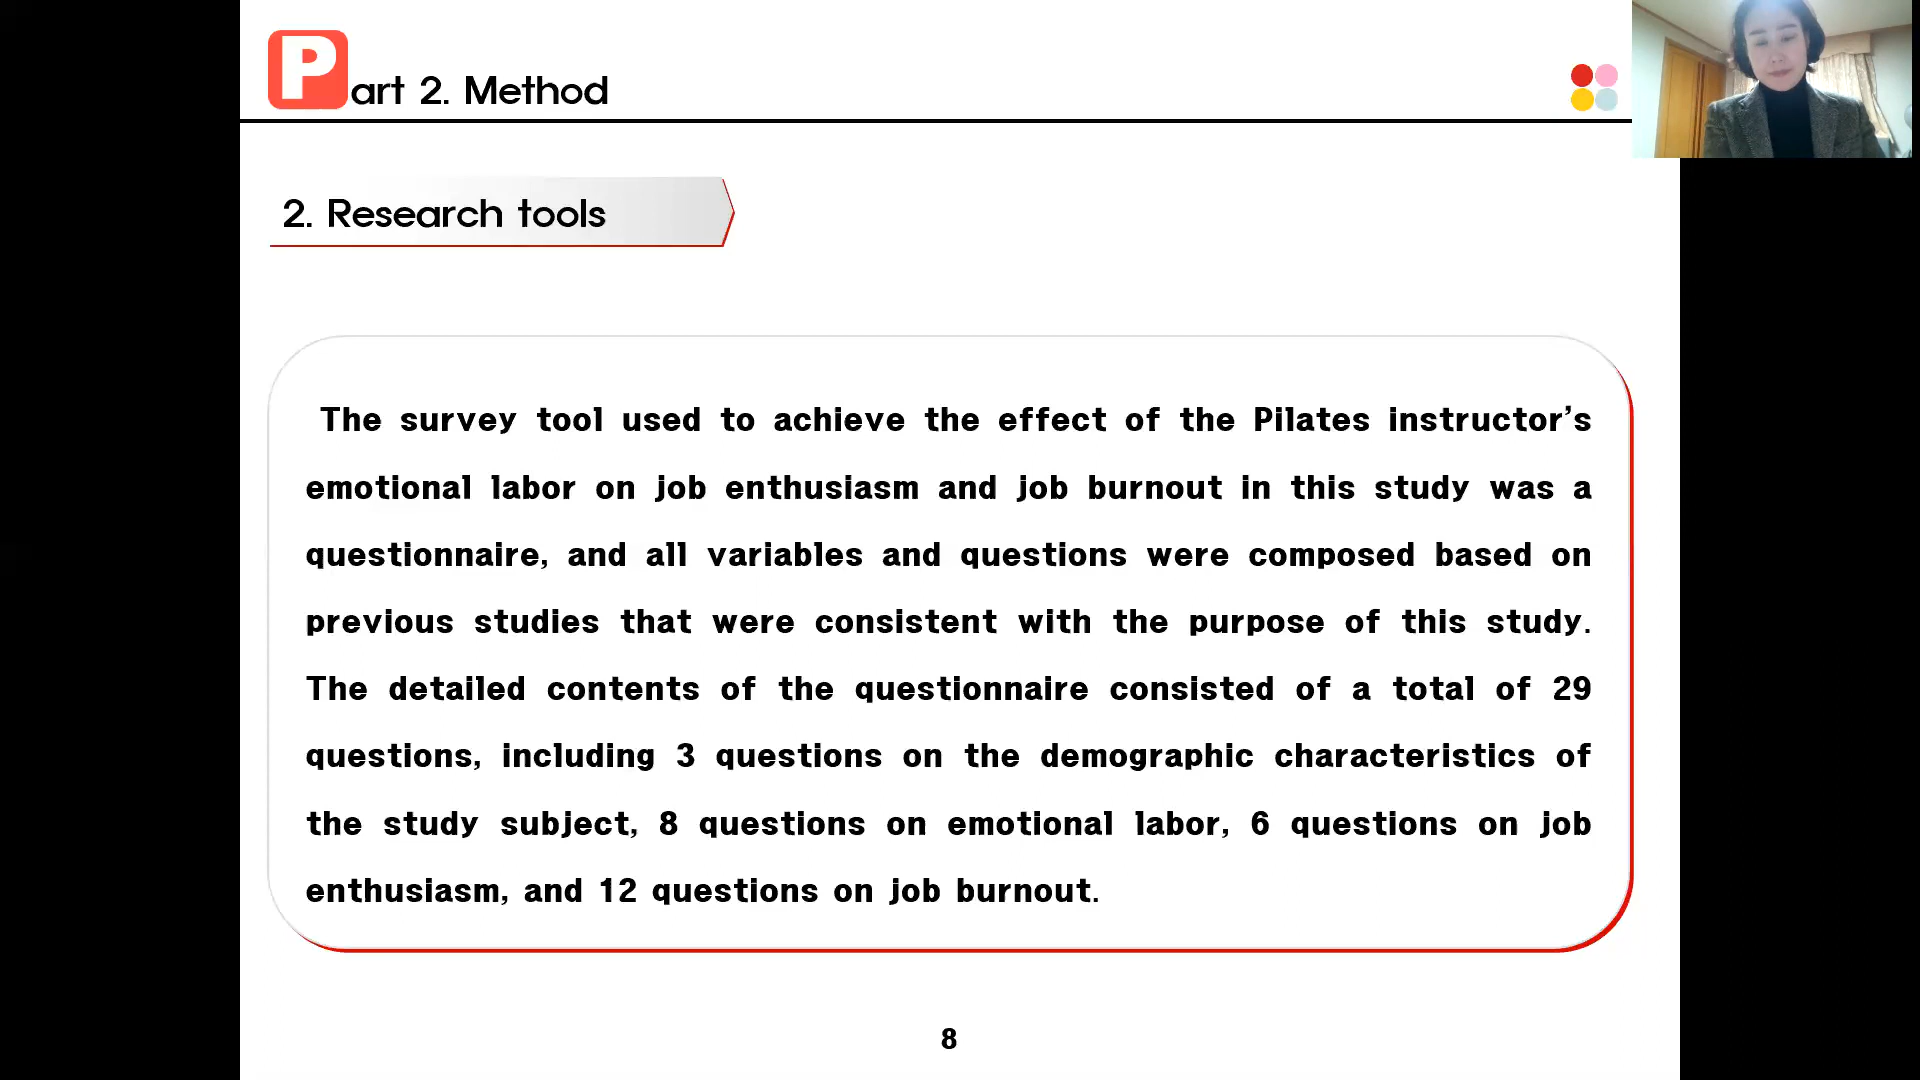 Part 2. Method
2. Research tools
The survey tool used to achieve the effect of the Pilates instructor’s
emotional labor on job enthusiasm and job burnout in this study was a
questionnaire, and all variables and questions were composed based on
previous studies that were consistent with the purpose of this study.
The detailed contents of the questionnaire consisted of a total of 29
questions, including 3 questions on the demographic characteristics of
the study subject, 8 questions on emotional labor, 6 questions on job
enthusiasm, and 12 questions on job burnout.
8